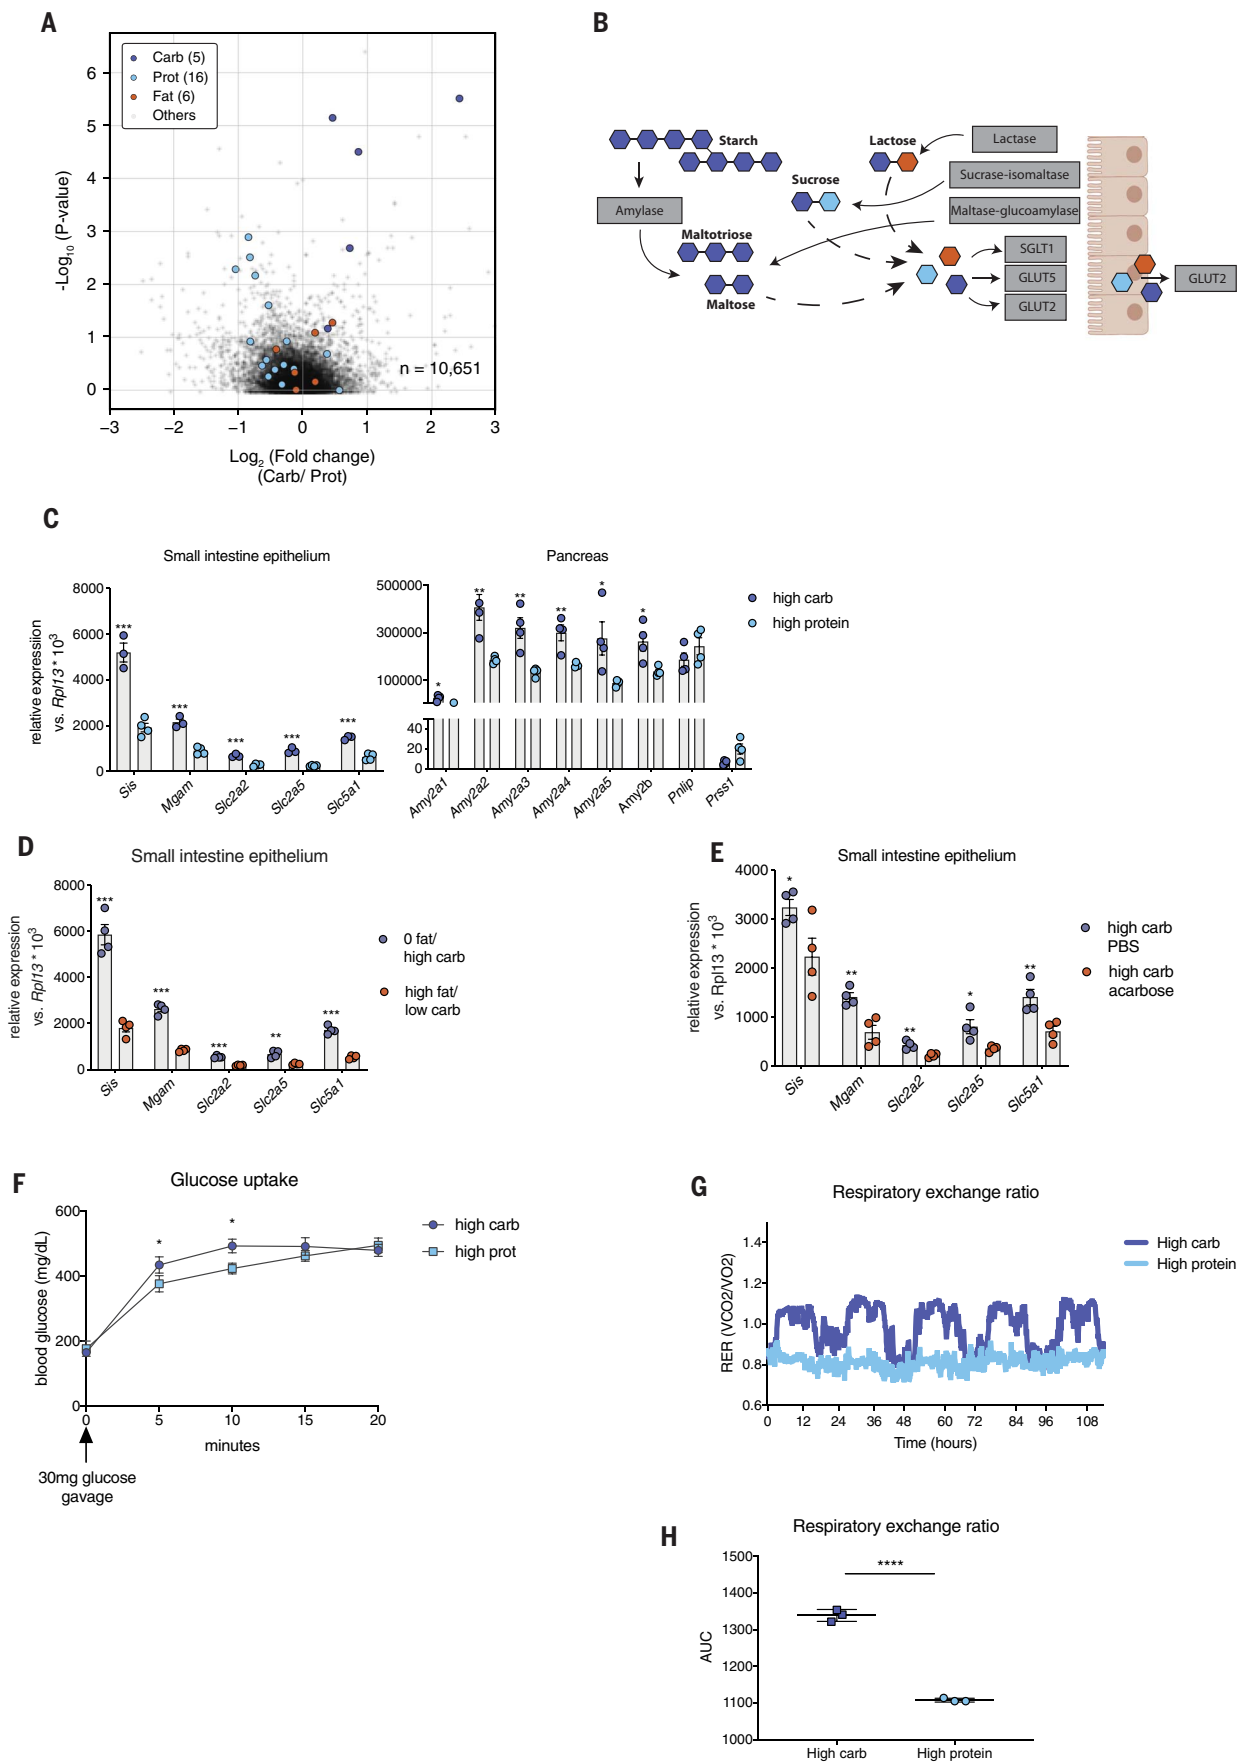 A
Carb (5)
Prot (16)
Fat (6)
Others
6
5
4
3
2
1
0
-Log10 (P-value)
n = 10,651
−3
−2
−1
0
1
2
3
Log2 (Fold change)
(Carb/ Prot)
B
Starch
Lactose
Lactase
Sucrose
Sucrase-isomaltase
Amylase
Maltase-glucoamylase
Maltotriose
SGLT1
GLUT5
GLUT2
GLUT2
Maltose
C
Small intestine epithelium
relative expression
vs. Rpl13 * 10³
8000
6000
4000
2000
0
***
***
***
***
***
Sis
Mgam
Slc2a2
Slc2a5
Slc5a1
Pancreas
500000
300000
100000
40
20
0
*
**
**
**
*
*
Amy2a1
Amy2a2
Amy2a3
Amy2a4
Amy2a5
Amy2b
Pnlip
Prss1
high carb
high protein
D
Small intestine epithelium
relative expression
vs. Rpl13 * 10³
8000
6000
4000
2000
0
***
***
***
**
***
Sis
Mgam
Slc2a2
Slc2a5
Slc5a1
0 fat/
high carb
high fat/
low carb
E
Small intestine epithelium
relative expression
vs. Rpl13 * 10³
4000
3000
2000
1000
0
*
**
**
*
**
Sis
Mgam
Slc2a2
Slc2a5
Slc5a1
high carb
PBS
high carb
acarbose
F
Glucose uptake
blood glucose (mg/dL)
600
400
200
0
*
*
0
5
10
15
20
minutes
30mg glucose
gavage
high carb
high prot
G
Respiratory exchange ratio
RER (VCO2/VO2)
1.4
1.2
1.0
0.8
0.6
0
12
24
36
48
60
72
84
96
108
Time (hours)
High carb
High protein
H
Respiratory exchange ratio
AUC
1500
1400
1300
1200
1100
1000
****
High carb
High protein